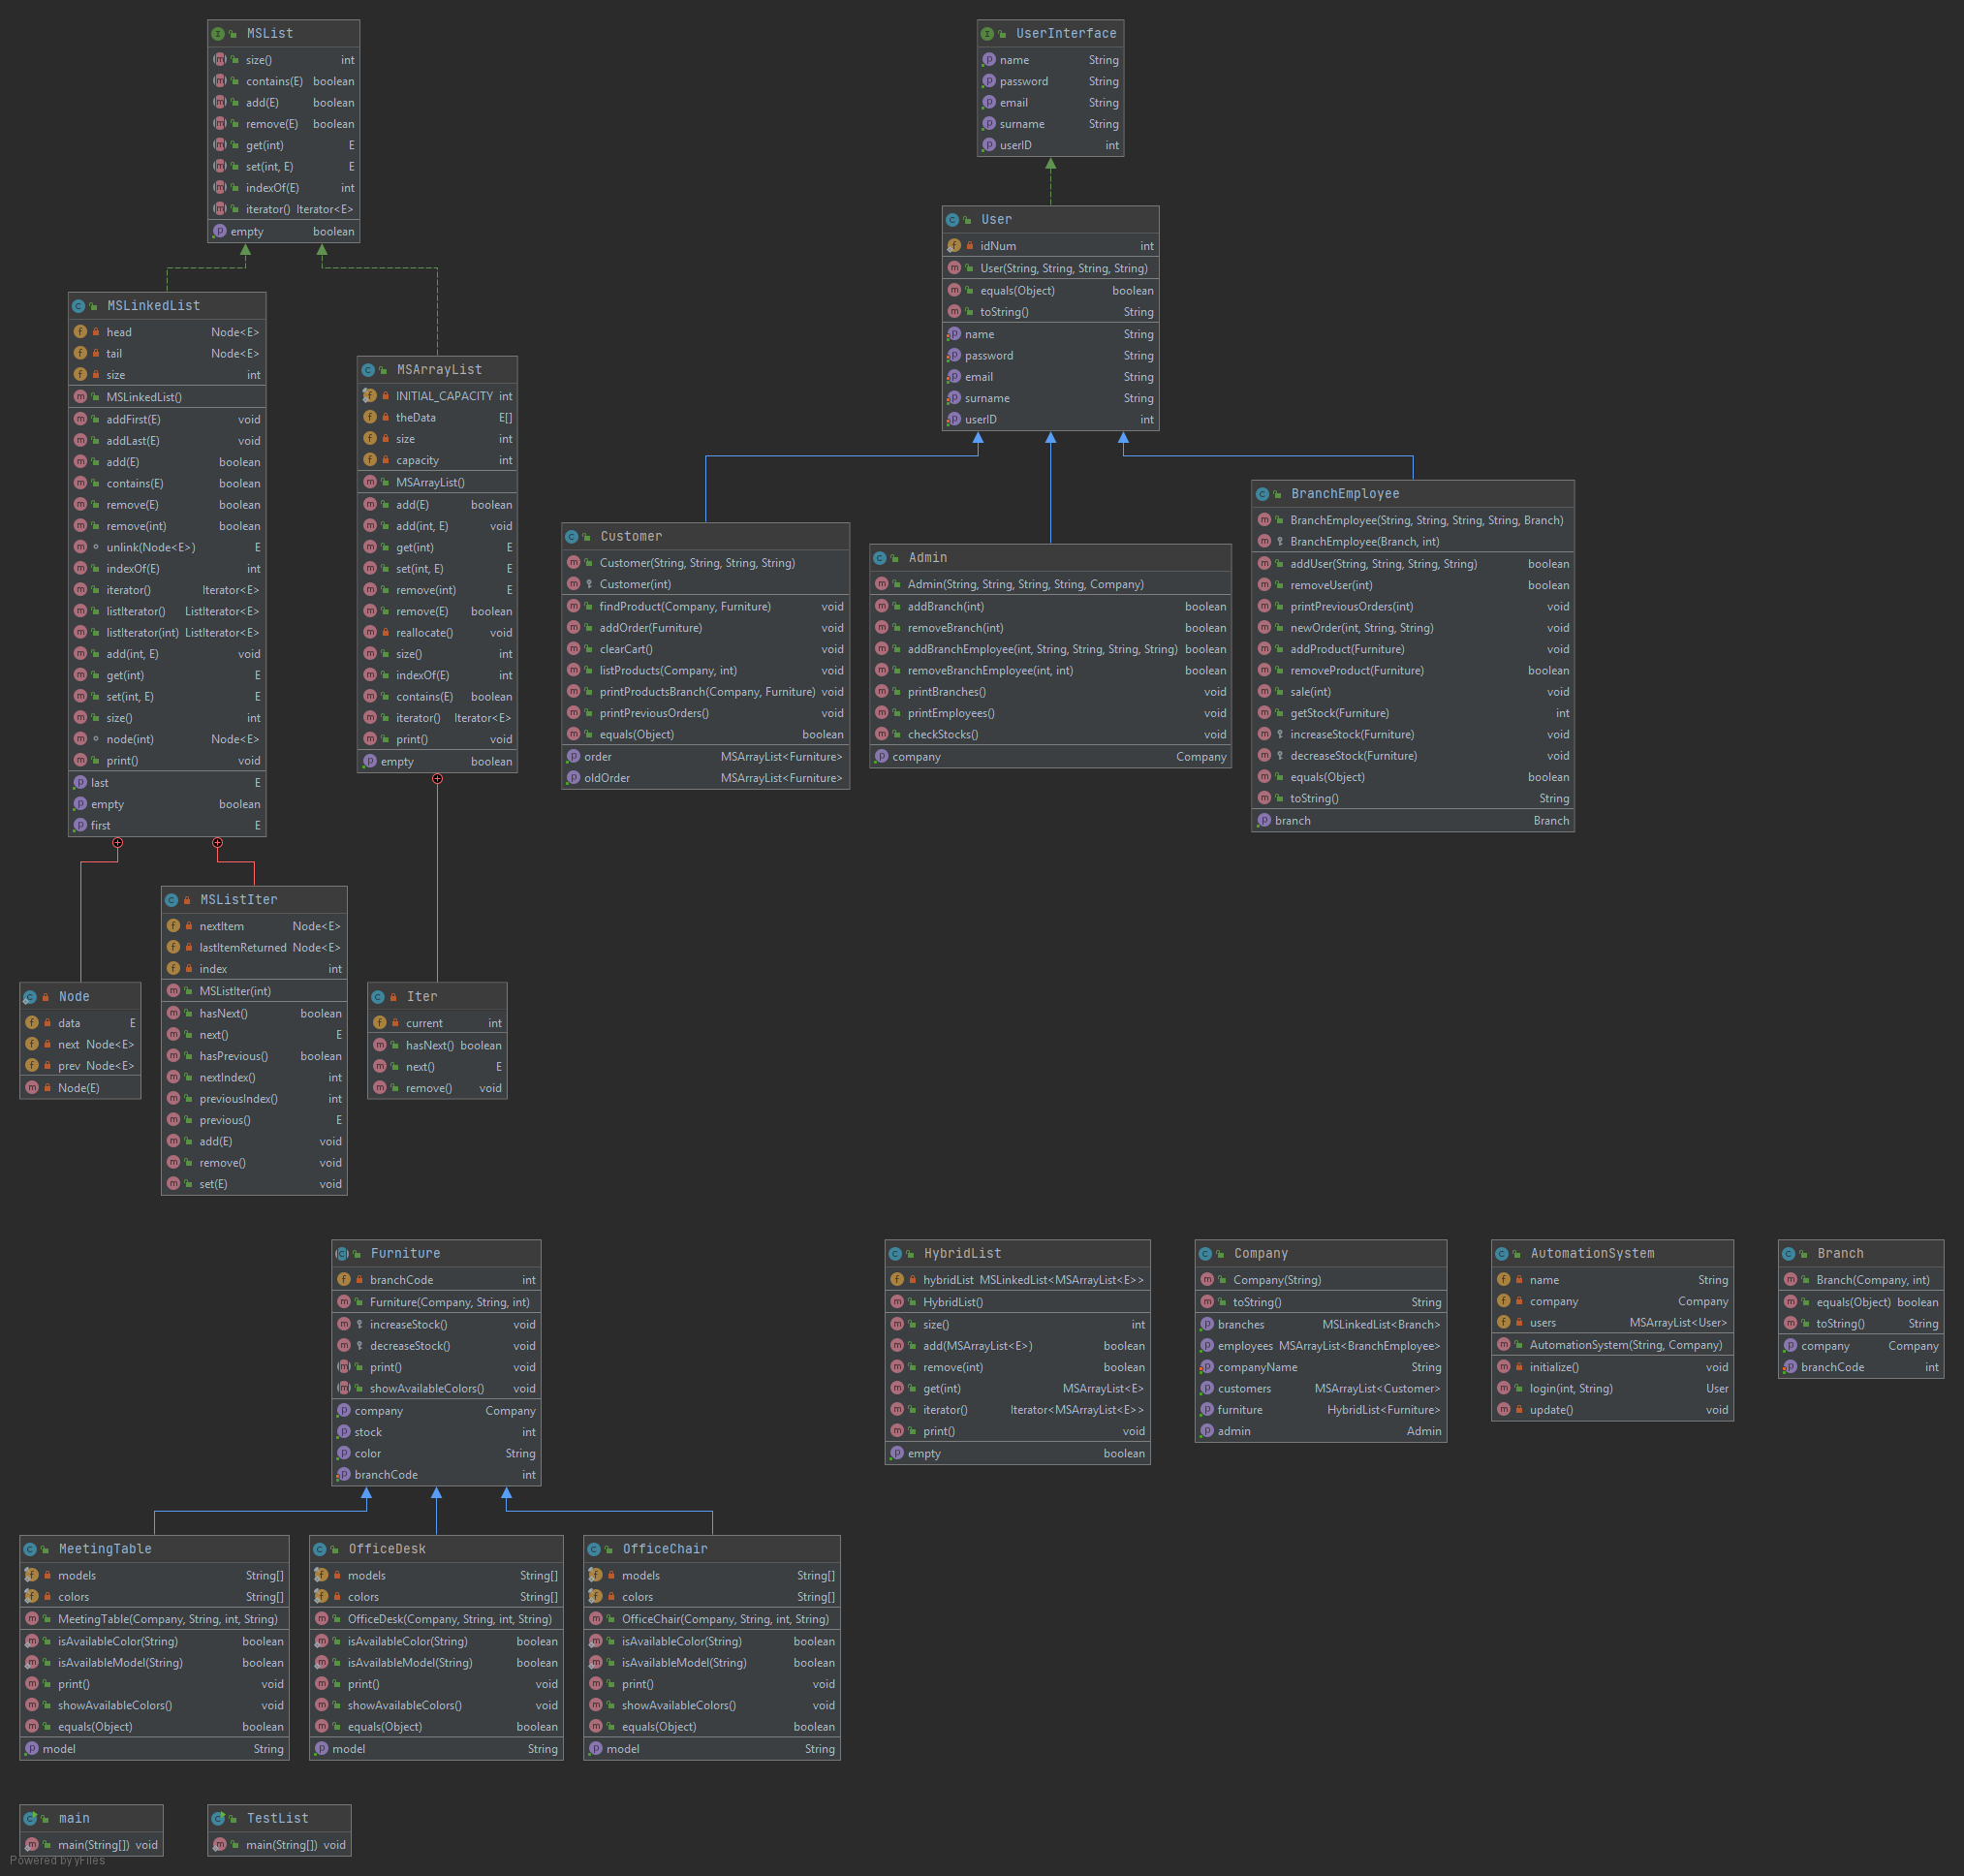 MSList
size() int
contains(E) boolean
add(E) boolean
remove(E) boolean
get(int) E
set(int, E) E
indexOf(E) int
iterator() Iterator<E>
empty boolean
UserInterface
name String
password String
email String
surname String
userID int
User
idNum int
User(String, String, String, String)
equals(Object) boolean
toString() String
name String
password String
email String
surname String
userID int
MSLinkedList
head Node<E>
tail Node<E>
size int
MSLinkedList()
addFirst(E) void
addLast(E) void
add(E) boolean
contains(E) boolean
remove(E) boolean
remove(int) boolean
unlink(Node<E>) E
indexOf(E) int
iterator() Iterator<E>
listIterator() ListIterator<E>
listIterator(int) ListIterator<E>
add(int, E) void
get(int) E
set(int, E) E
size() int
node(int) Node<E>
print() void
last E
empty boolean
first E
MSArrayList
INITIAL_CAPACITY int
theData E[]
size int
capacity int
MSArrayList()
add(E) boolean
add(int, E) void
get(int) E
set(int, E) E
remove(int) E
remove(E) boolean
reallocate() void
size() int
indexOf(E) int
contains(E) boolean
iterator() Iterator<E>
print() void
empty boolean
Customer
Customer(String, String, String, String)
Customer(int)
findProduct(Company, Furniture) void
addOrder(Furniture) void
clearCart() void
listProducts(Company, int) void
printProductsBranch(Company, Furniture) void
printPreviousOrders() void
equals(Object) boolean
order MSArrayList<Furniture>
oldOrder MSArrayList<Furniture>
Admin
Admin(String, String, String, String, Company)
addBranch(int) boolean
removeBranch(int) boolean
addBranchEmployee(int, String, String, String, String) boolean
removeBranchEmployee(int, int) boolean
printBranches() void
printEmployees() void
checkStocks() void
company Company
BranchEmployee
BranchEmployee(String, String, String, String, Branch)
BranchEmployee(Branch, int)
addUser(String, String, String, String) boolean
removeUser(int) boolean
printPreviousOrders(int) void
newOrder(int, String, String) void
addProduct(Furniture) void
removeProduct(Furniture) boolean
sale(int) void
getStock(Furniture) int
increaseStock(Furniture) void
decreaseStock(Furniture) void
equals(Object) boolean
toString() String
branch Branch
Node
data E
next Node<E>
prev Node<E>
Node(E)
MSListIter
nextItem Node<E>
lastItemReturned Node<E>
index int
MSListIter(int)
hasNext() boolean
next() E
hasPrevious() boolean
nextIndex() int
previousIndex() int
previous() E
add(E) void
remove() void
set(E) void
Iter
current int
hasNext() boolean
next() E
remove() void
Furniture
branchCode int
Furniture(Company, String, int)
increaseStock() void
decreaseStock() void
print() void
showAvailableColors() void
company Company
stock int
color String
branchCode int
HybridList
hybridList MSLinkedList<MSArrayList<E>>
HybridList()
size() int
add(MSArrayList<E>) boolean
remove(int) boolean
get(int) MSArrayList<E>
iterator() Iterator<MSArrayList<E>>
print() void
empty boolean
Company
Company(String)
toString() String
branches MSLinkedList<Branch>
employees MSArrayList<BranchEmployee>
companyName String
customers MSArrayList<Customer>
furniture HybridList<Furniture>
admin Admin
AutomationSystem
name String
company Company
users MSArrayList<User>
AutomationSystem(String, Company)
initialize() void
login(int, String) User
update() void
Branch
Branch(Company, int)
equals(Object) boolean
toString() String
company Company
branchCode int
MeetingTable
models String[]
colors String[]
MeetingTable(Company, String, int, String)
isAvailableColor(String) boolean
isAvailableModel(String) boolean
print() void
showAvailableColors() void
equals(Object) boolean
model String
OfficeDesk
models String[]
colors String[]
OfficeDesk(Company, String, int, String)
isAvailableColor(String) boolean
isAvailableModel(String) boolean
print() void
showAvailableColors() void
equals(Object) boolean
model String
OfficeChair
models String[]
colors String[]
OfficeChair(Company, String, int, String)
isAvailableColor(String) boolean
isAvailableModel(String) boolean
print() void
showAvailableColors() void
equals(Object) boolean
model String
main
main(String[]) void
TestList
main(String[]) void
Powered by yFiles